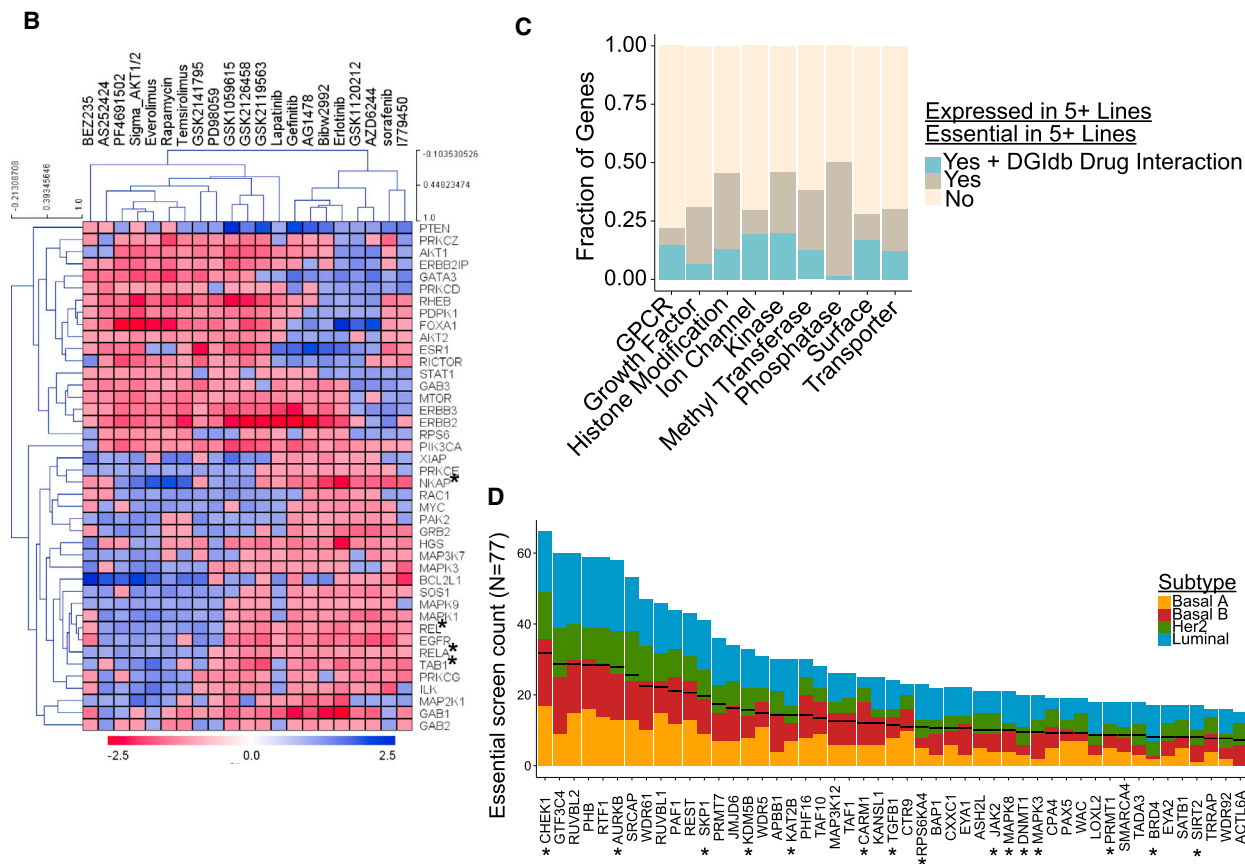 B
BEZ235
AS252424
PF4691502
Sigma_AKT1/2
Everolimus
Rapamycin
Temsirolimus
GSK2141795
PD98059
GSK1059615
GSK2126458
GSK2119563
Lapatinib
Gefinitib
AG1478
Bibw2992
Erlotinib
GSK1120212
AZD6244
sorafenib
I779450
-0.103530526
0.44823474
1.0
-0.21308708
0.39345646
1.0
PTEN
PRKCZ
AKT1
ERBB2IP
GATA3
PRKCD
RHEB
PDPK1
FOXA1
AKT2
ESR1
RICTOR
STAT1
GAB3
MTOR
ERBB3
ERBB2
RPS6
PIK3CA
XIAP
PRKCE
NKAP*
RAC1
MYC
PAK2
GRB2
HGS
MAP3K7
MAPK3
BCL2L1
SOS1
MAPK9
MAPK1
REL*
EGFR
RELA*
TAB1*
PRKCG
ILK
MAP2K1
GAB1
GAB2
-2.5 0.0 2.5
C
Fraction of Genes
1.00
0.75
0.50
0.25
0.00
GPCR
Growth Factor
Histone Modification
Ion Channel
Kinase
Methyl Transferase
Phosphatase
Surface
Transporter
Expressed in 5+ Lines
Essential in 5+ Lines
Yes + DGIdb Drug Interaction
Yes
No
D
Essential screen count (N=77)
60
40
20
0
Subtype
Basal A
Basal B
Her2
Luminal
* CHEK1
GTF3C4
RUVBL2
PHB
RTF1
* AURKB
SRCAP
WDR61
RUVBL1
PAF1
REST
* SKP1
PRMT7
JMJD6
* KDM5B
WDR5
APBB1
* KAT2B
PHF16
TAF10
MAP3K12
TAF1
* CARM1
KANSL1
* TGFB1
CTR9
* RPS6KA4
BAP1
CXXC1
EYA1
ASH2L
* JAK2
* MAPK8
* DNMT1
* MAPK3
CPA4
PAX5
WAC
LOXL2
* PRMT1
SMARCA4
TADA3
* BRD4
EYA2
SATB1
* SIRT2
TRRAP
WDR92
ACTL6A